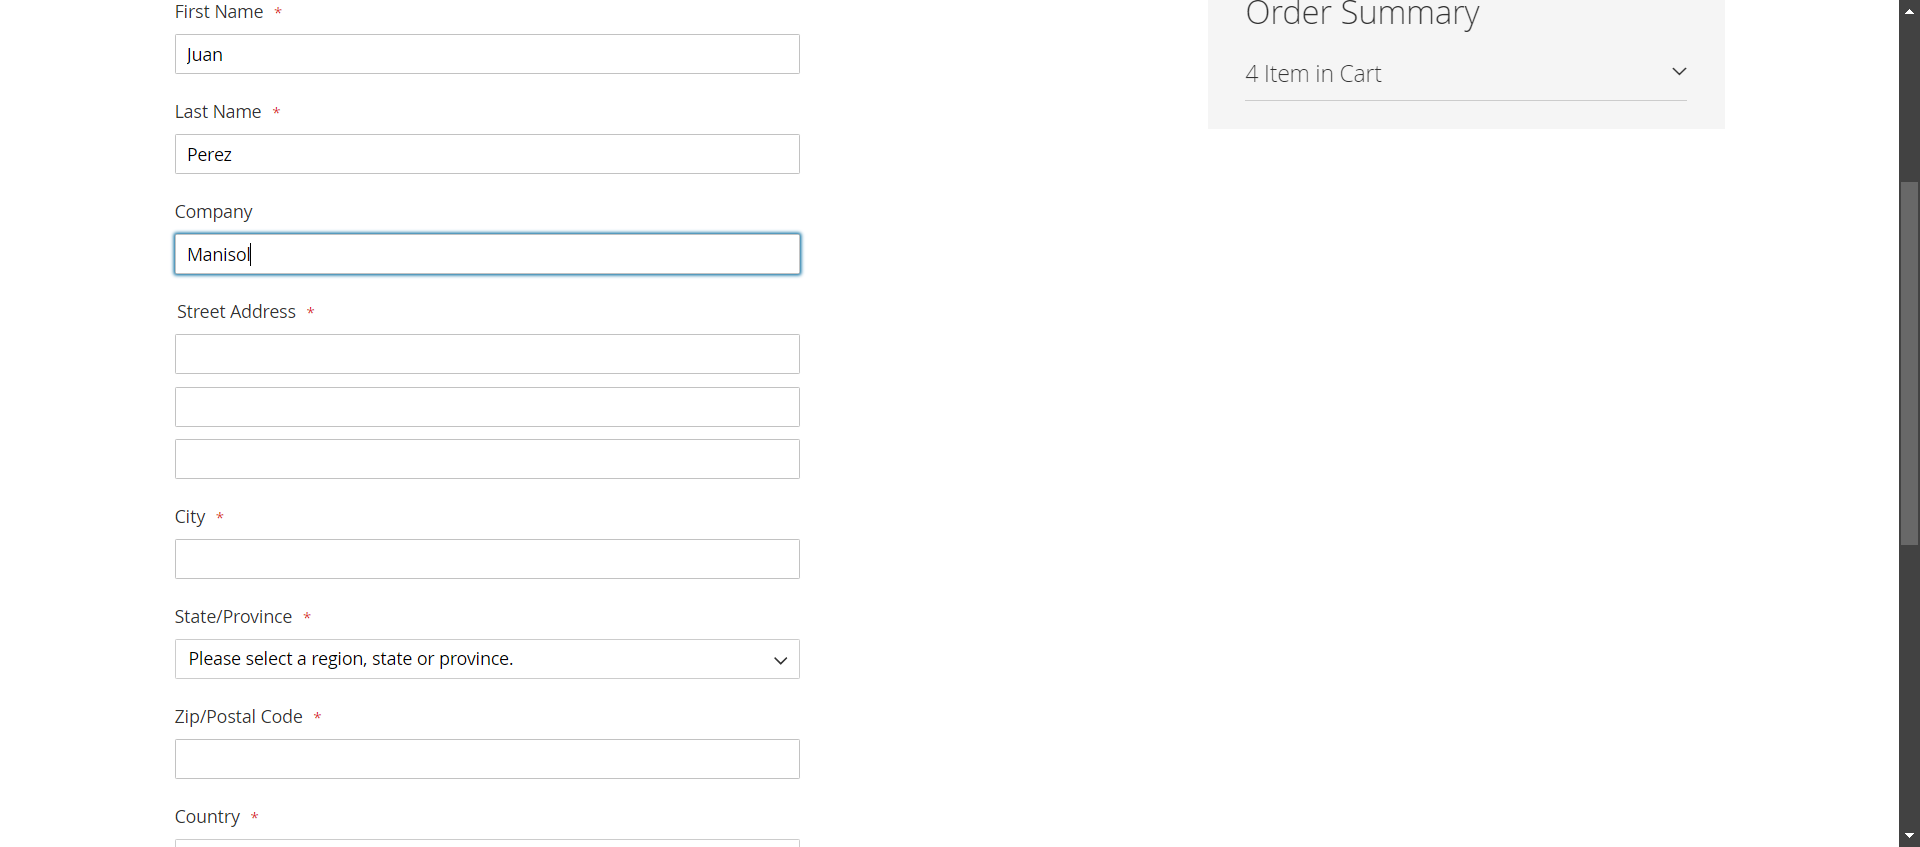 First Name *
Juan
Last Name *
Perez
Company
Manisol
Street Address *
City *
State/Province *
Please select a region, state or province.
Zip/Postal Code *
Country *
Order Summary
4 Item in Cart